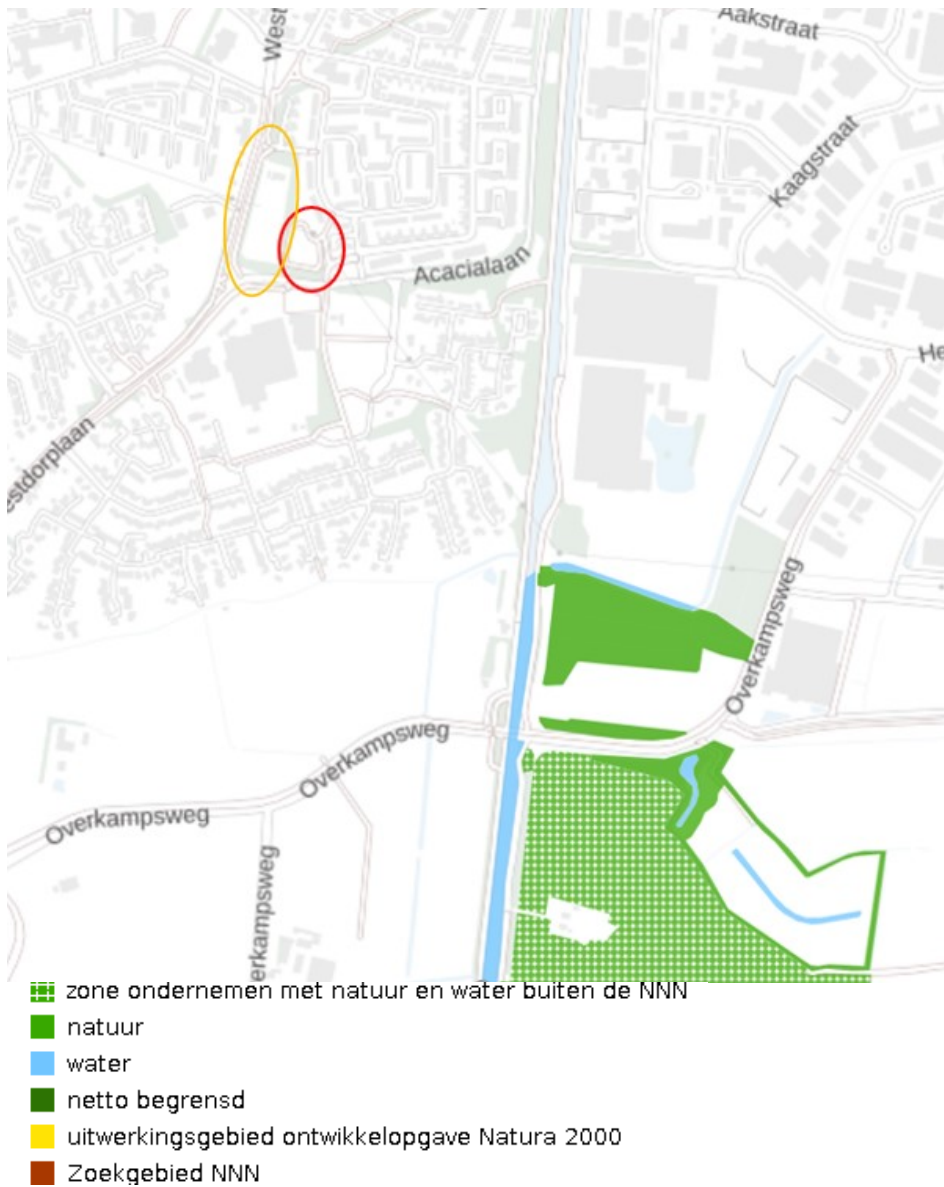 West
Aakstraat
Kaagstraat
Acacialaan
He
estdorplaan
Overkampsweg
Overkampsweg
Overkampsweg
erkampsweg
zone ondernemen met natuur en water buiten de NNN
natuur
water
netto begrensd
uitwerkingsgebied ontwikkelopgave Natura 2000
Zoekgebied NNN